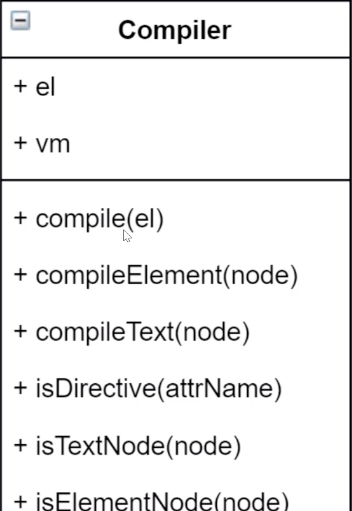 Compiler
+ el
+ vm
+ compile(el)
+ compileElement(node)
+ compileText(node)
+ isDirective(attrName)
+ isTextNode(node)
+ isElementNode(node)